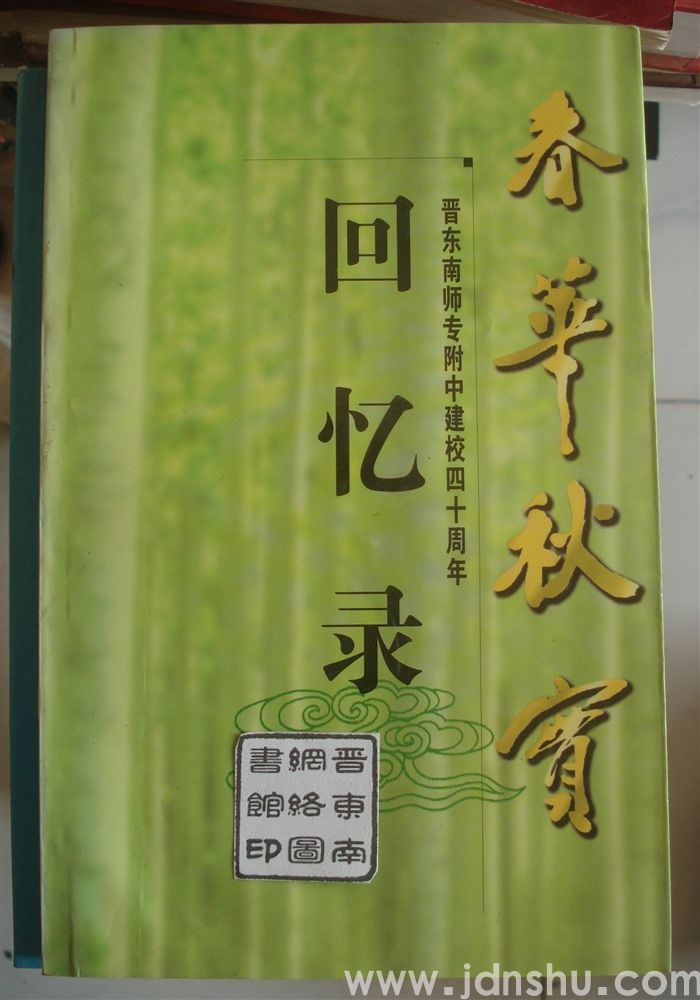 春華秋實
晋东南师专附中建校四十周年
回忆录
晋東南
網絡圖
書館印
www.jdnshu.com